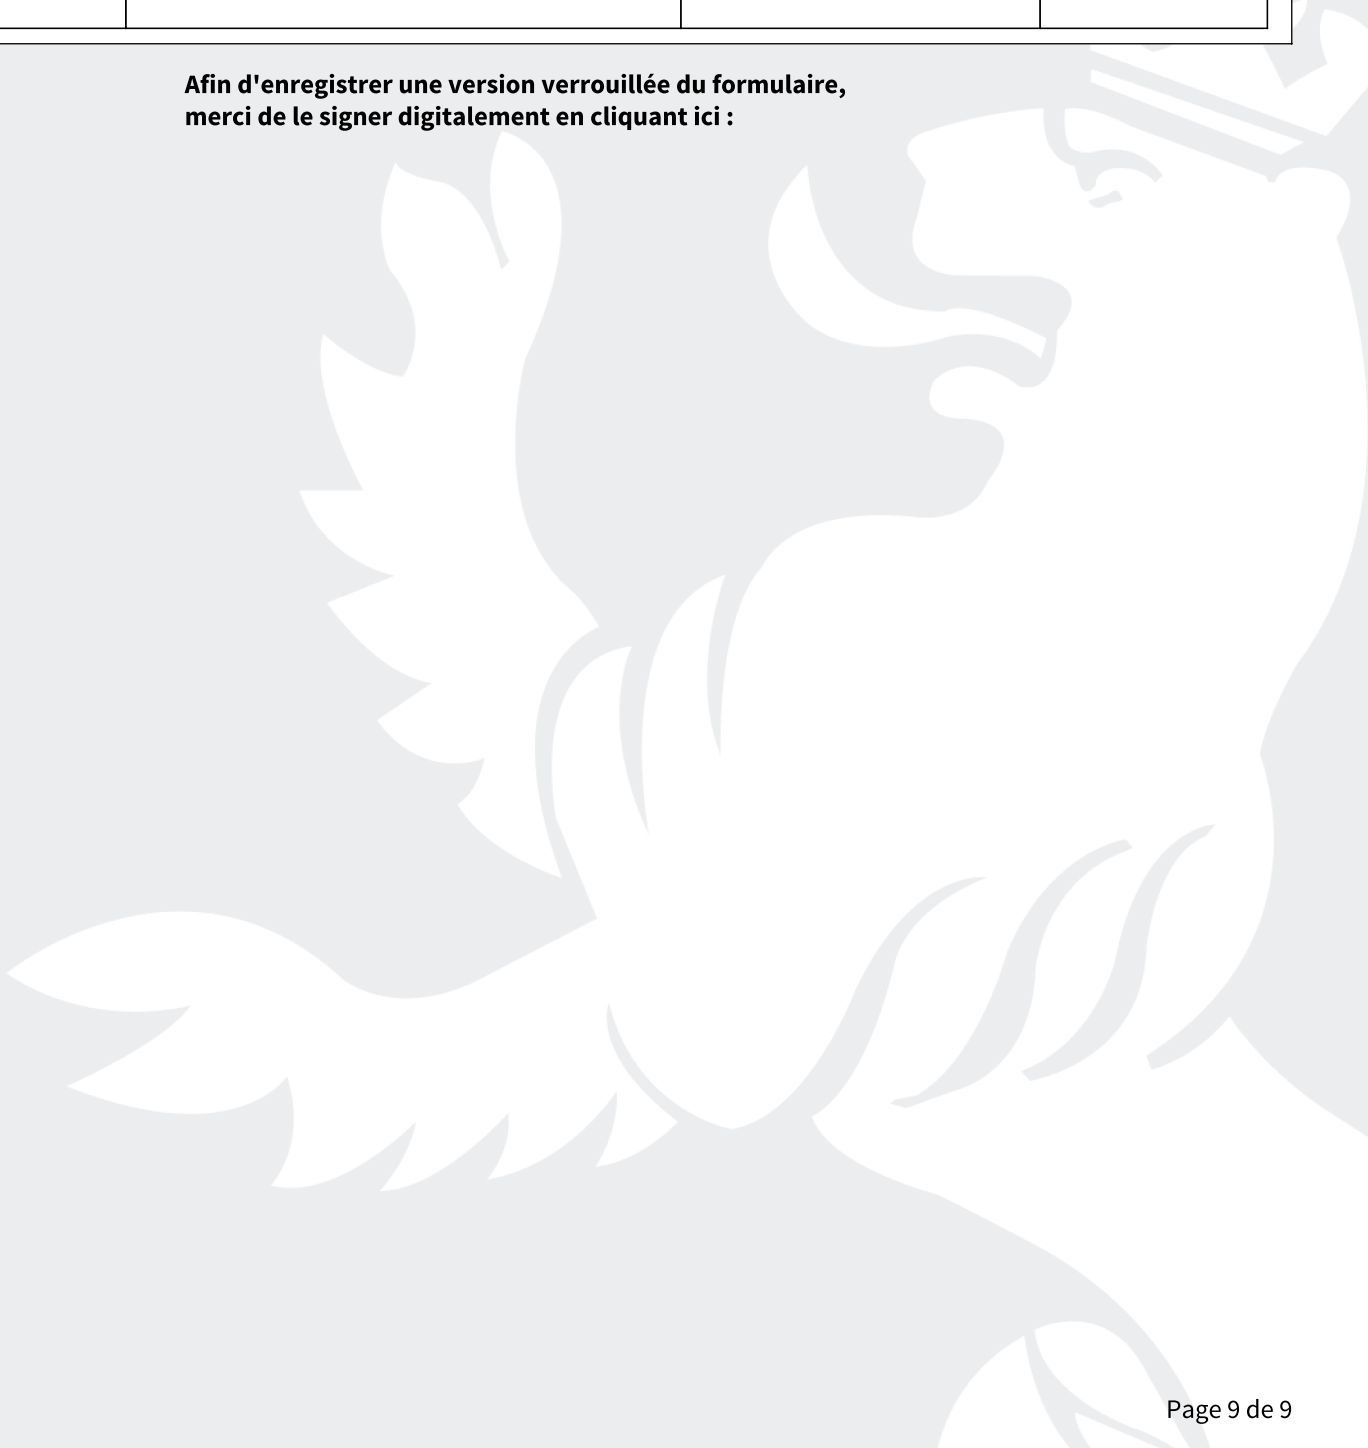 Afin d'enregistrer une version verrouillée du formulaire,
merci de le signer digitalement en cliquant ici :
Page 9 de 9